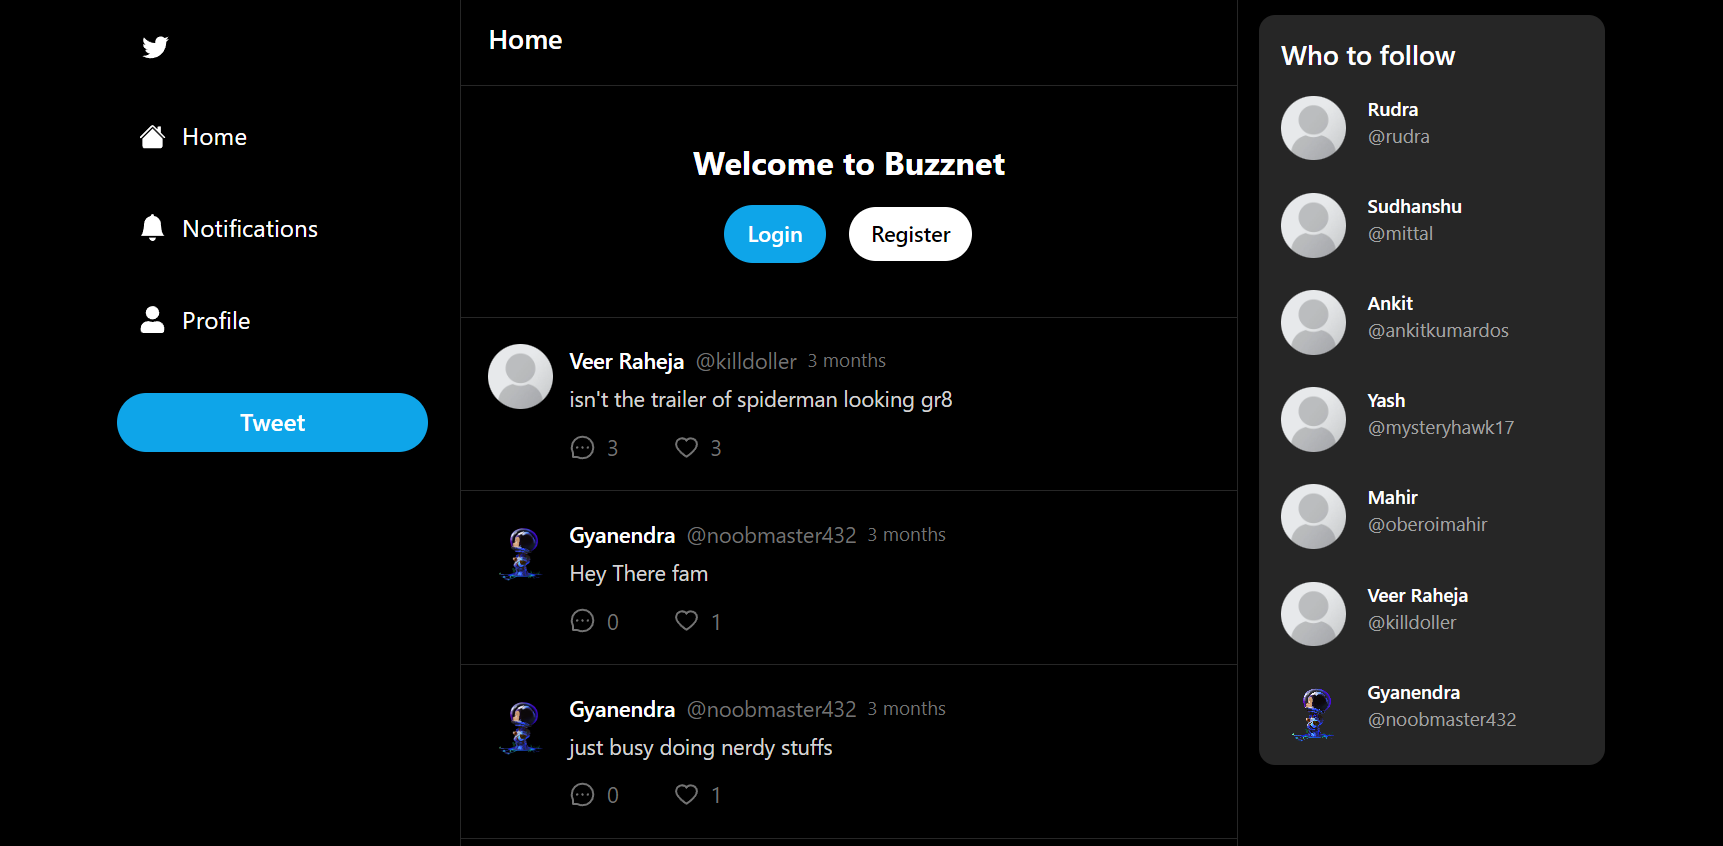 Home
Notifications
Profile
Tweet
Home
Welcome to Buzznet
Login
Register
Veer Raheja @killdoller 3 months
isn't the trailer of spiderman looking gr8
3 3
Gyanendra @noobmaster432 3 months
Hey There fam
0 1
Gyanendra @noobmaster432 3 months
just busy doing nerdy stuffs
0 1
Who to follow
Rudra
@rudra
Sudhanshu
@mittal
Ankit
@ankitkumardos
Yash
@mysteryhawk17
Mahir
@oberoimahir
Veer Raheja
@killdoller
Gyanendra
@noobmaster432